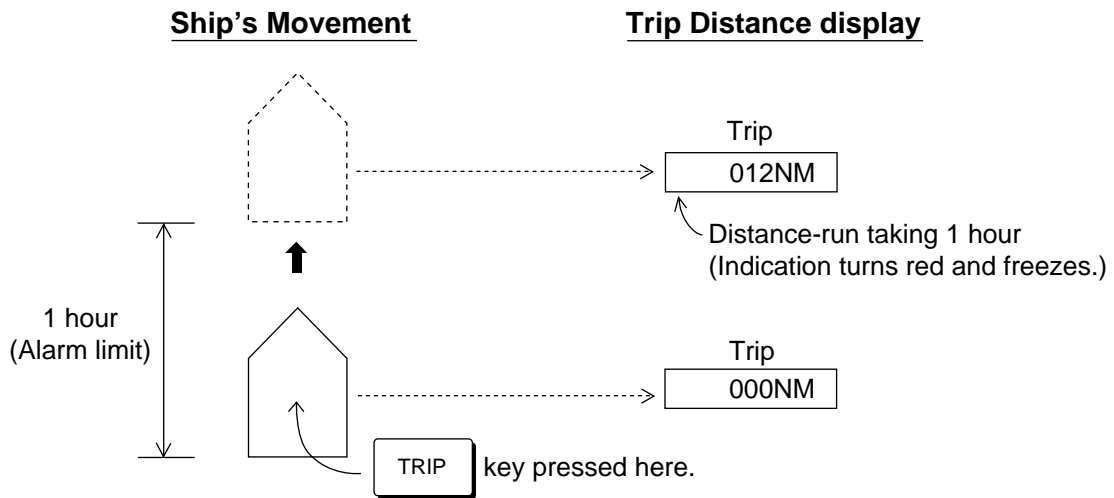 Ship's Movement
Trip Distance display
Trip
012NM
Distance-run taking 1 hour
(Indication turns red and freezes.)
1 hour
(Alarm limit)
Trip
000NM
TRIP key pressed here.